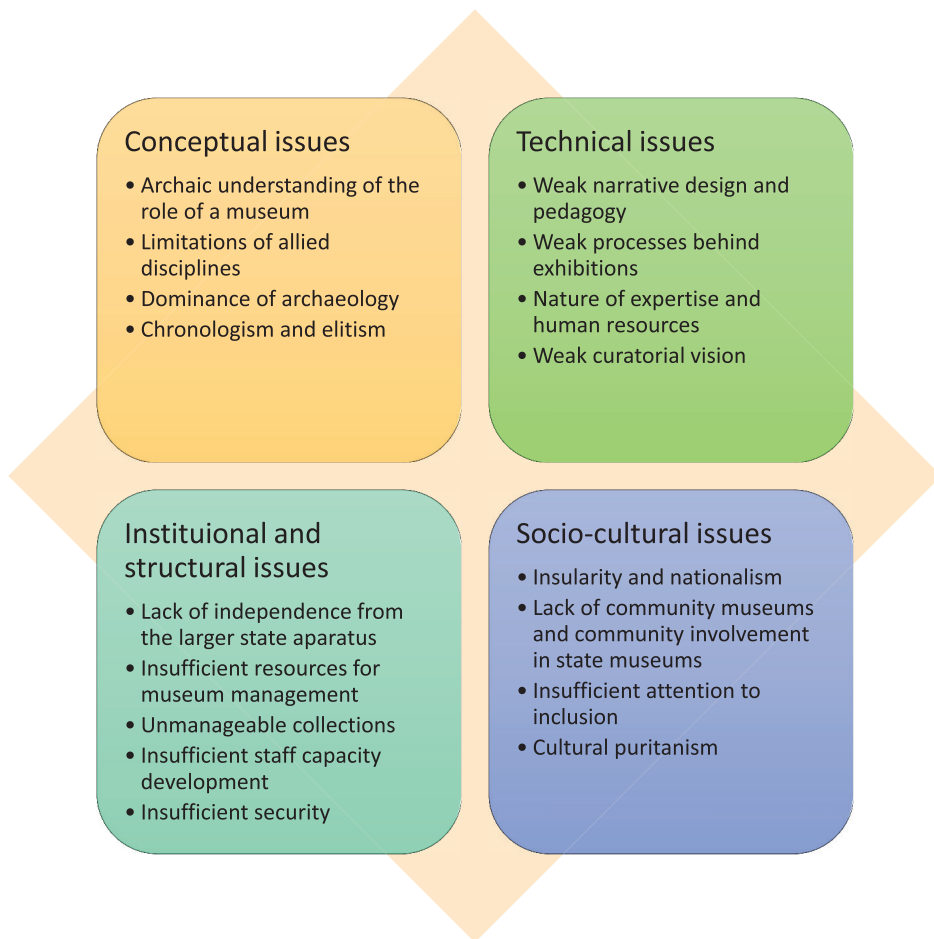 Conceptual issues
• Archaic understanding of the
role of a museum
• Limitations of allied
disciplines
• Dominance of archaeology
• Chronologism and elitism
Technical issues
• Weak narrative design and
pedagogy
• Weak processes behind
exhibitions
• Nature of expertise and
human resources
• Weak curatorial vision
Instituional and
structural issues
• Lack of independence from
the larger state aparatus
• Insufficient resources for
museum management
• Unmanageable collections
• Insufficient staff capacity
development
• Insufficient security
Socio-cultural issues
• Insularity and nationalism
• Lack of community museums
and community involvement
in state museums
• Insufficient attention to
inclusion
• Cultural puritanism